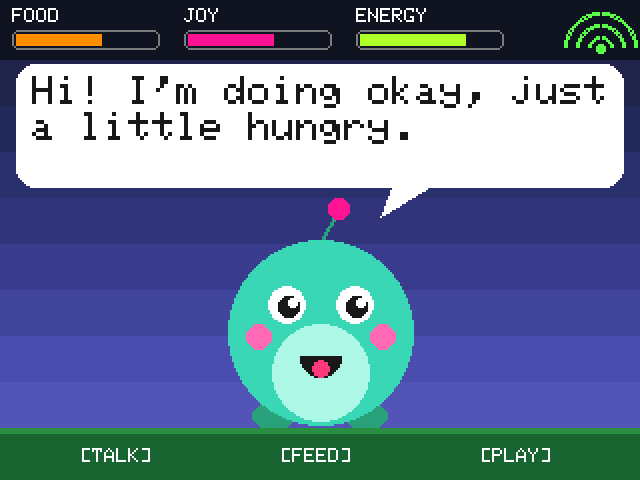 FOOD JOY ENERGY
Hi! I'm doing okay, just
a little hungry.
[TALK] [FEED] [PLAY]